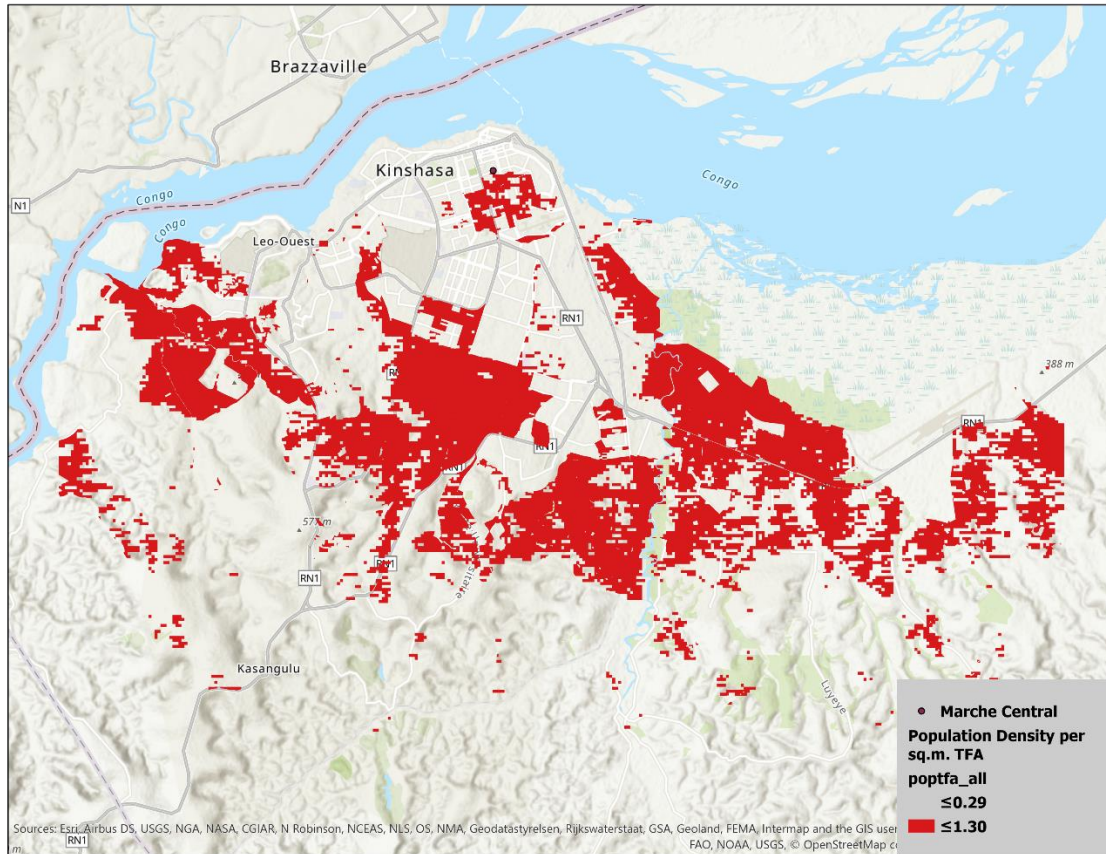 Brazzaville
Kinshasa
Congo
Congo
Congo
N1
Leo-Ouest
RN1
388 m
RN1
RN1
577 m
RN1
RN1
Kasangulu
Luyeye
RN1
Marche Central
Population Density per
sq.m. TFA
poptfa_all
≤0.29
≤1.30
Sources: Esri, Airbus DS, USGS, NGA, NASA, CGIAR, N Robinson, NCEAS, NLS, OS, NMA, Geodatastyrelsen, Rijkswaterstaat, GSA, Geoland, FEMA, Intermap and the GIS user
FAO, NOAA, USGS, © OpenStreetMap